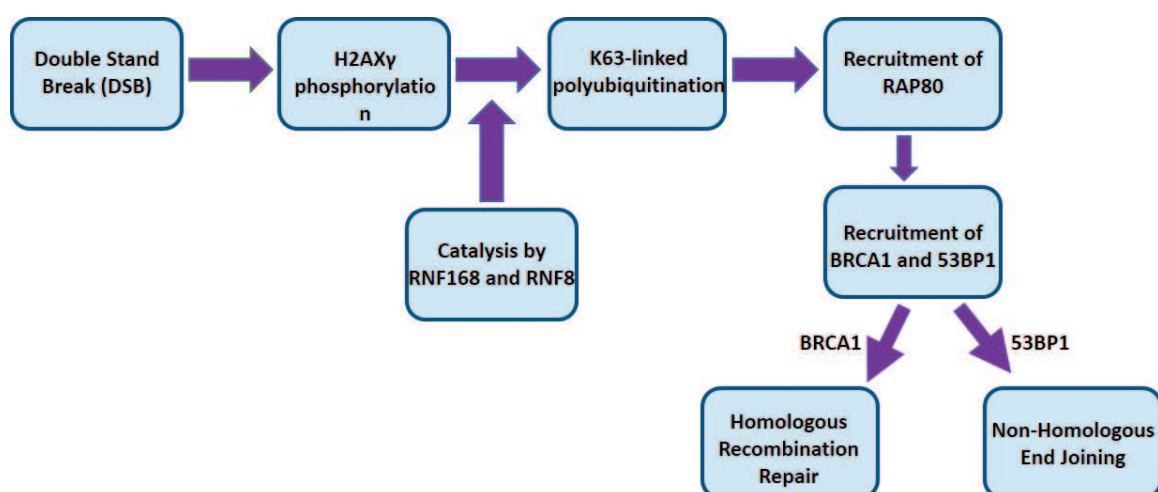 Double Stand
Break (DSB)
H2AXγ
phosphorylatio
n
K63-linked
polyubiquitination
Recruitment of
RAP80
Catalysis by
RNF168 and RNF8
Recruitment of
BRCA1 and 53BP1
BRCA1
53BP1
Homologous
Recombination
Repair
Non-Homologous
End Joining